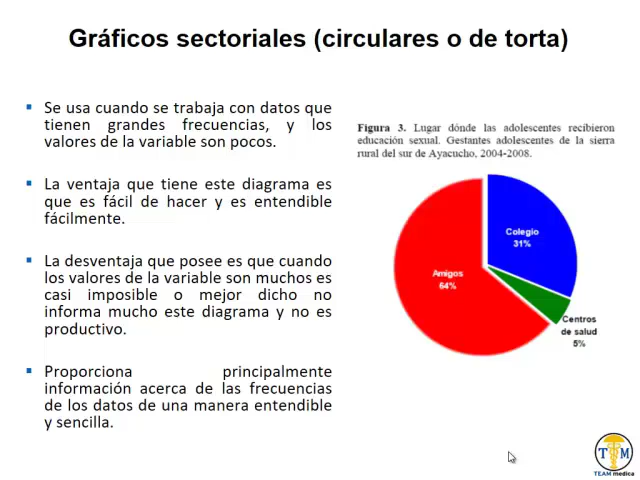 Gráficos sectoriales (circulares o de torta)
Se usa cuando se trabaja con datos que
tienen grandes frecuencias, y los
valores de la variable son pocos.
La ventaja que tiene este diagrama es
que es fácil de hacer y es entendible
fácilmente.
La desventaja que posee es que cuando
los valores de la variable son muchos es
casi imposible o mejor dicho no
informa mucho este diagrama y no es
productivo.
Proporciona principalmente
información acerca de las frecuencias
de los datos de una manera entendible
y sencilla.
Figura 3. Lugar dónde las adolescentes recibieron
educación sexual. Gestantes adolescentes de la sierra
rural del sur de Ayacucho, 2004-2008.
Colegio
31%
Amigos
64%
Centros
de salud
5%
T M
TEAM medica